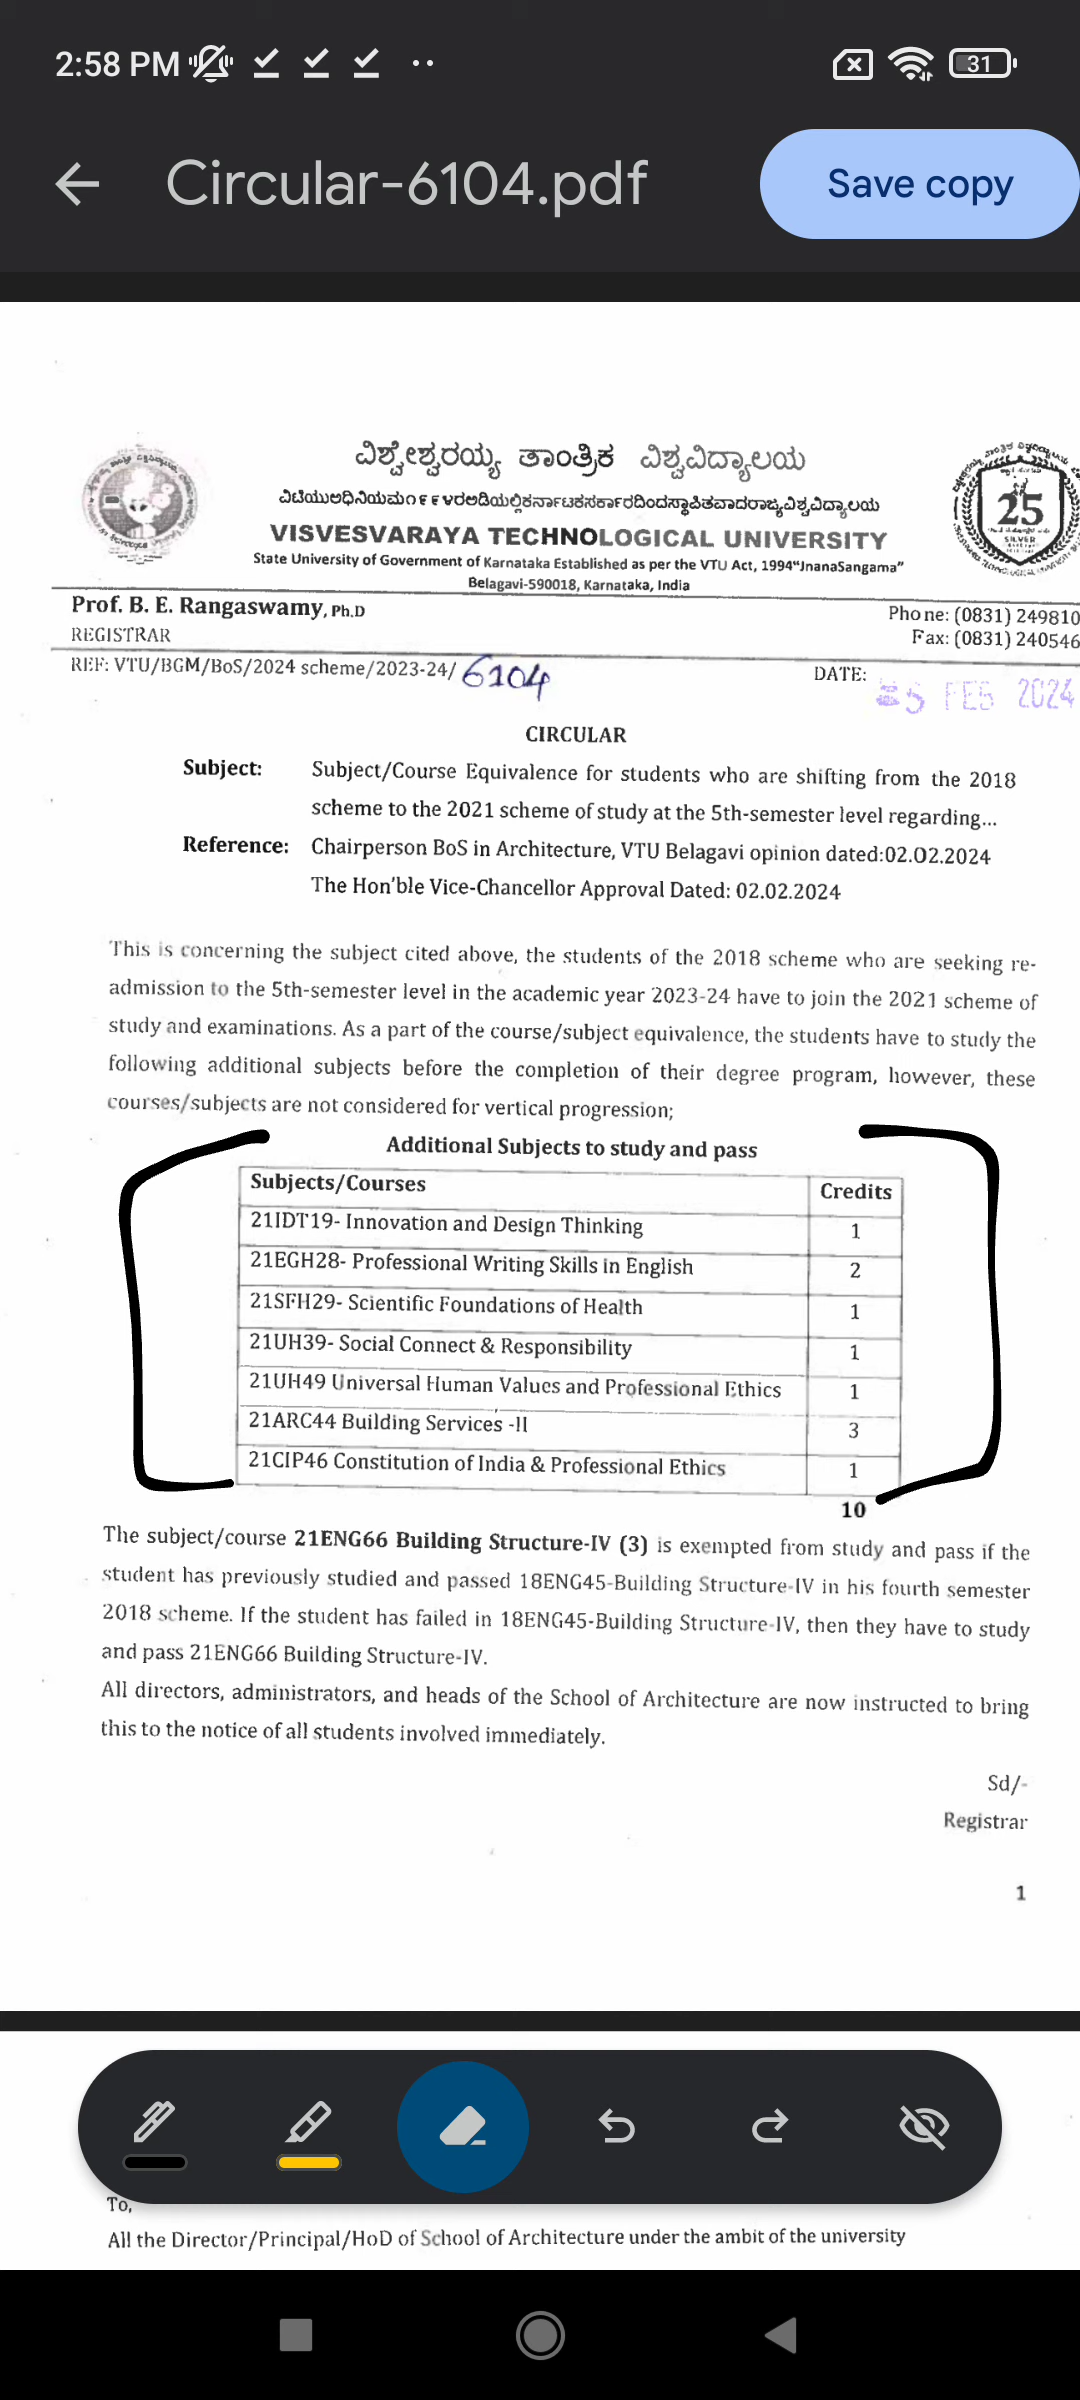 2:58 PM
31
Circular-6104.pdf
Save copy
ವಿಶ್ವೇಶ್ವರಯ್ಯ ತಾಂತ್ರಿಕ ವಿಶ್ವವಿದ್ಯಾಲಯ
ವಿಟಿಯುಅಧಿನಿಯಮ೧೯೯೪ರಅಡಿಯಲ್ಲಿಕರ್ನಾಟಕಸರ್ಕಾರದಿಂದಸ್ಥಾಪಿತವಾದರಾಜ್ಯವಿಶ್ವವಿದ್ಯಾಲಯ
VISVESVARAYA TECHNOLOGICAL UNIVERSITY
State University of Government of Karnataka Established as per the VTU Act, 1994"JnanaSangama"
Belagavi-590018, Karnataka, India
25
SILVER
Prof. B. E. Rangaswamy, Ph.D
Phone: (0831) 249810
REGISTRAR
Fax: (0831) 240546
REF: VTU/BGM/BoS/2024 scheme/2023-24/ 6104
DATE: 5 FEB 2024
CIRCULAR
Subject: Subject/Course Equivalence for students who are shifting from the 2018
scheme to the 2021 scheme of study at the 5th-semester level regarding...
Reference: Chairperson BoS in Architecture, VTU Belagavi opinion dated:02.02.2024
The Hon'ble Vice-Chancellor Approval Dated: 02.02.2024
This is concerning the subject cited above, the students of the 2018 scheme who are seeking re-
admission to the 5th-semester level in the academic year 2023-24 have to join the 2021 scheme of
study and examinations. As a part of the course/subject equivalence, the students have to study the
following additional subjects before the completion of their degree program, however, these
courses/subjects are not considered for vertical progression;
Additional Subjects to study and pass
Subjects/Courses Credits
21IDT19- Innovation and Design Thinking 1
21EGH28- Professional Writing Skills in English 2
21SFH29- Scientific Foundations of Health 1
21UH39- Social Connect & Responsibility 1
21UH49 Universal Human Values and Professional Ethics 1
21ARC44 Building Services -II 3
21CIP46 Constitution of India & Professional Ethics 1
10
The subject/course 21ENG66 Building Structure-IV (3) is exempted from study and pass if the
student has previously studied and passed 18ENG45-Building Structure-IV in his fourth semester
2018 scheme. If the student has failed in 18ENG45-Building Structure-IV, then they have to study
and pass 21ENG66 Building Structure-IV.
All directors, administrators, and heads of the School of Architecture are now instructed to bring
this to the notice of all students involved immediately.
Sd/-
Registrar
1
To,
All the Director/Principal/HoD of School of Architecture under the ambit of the university